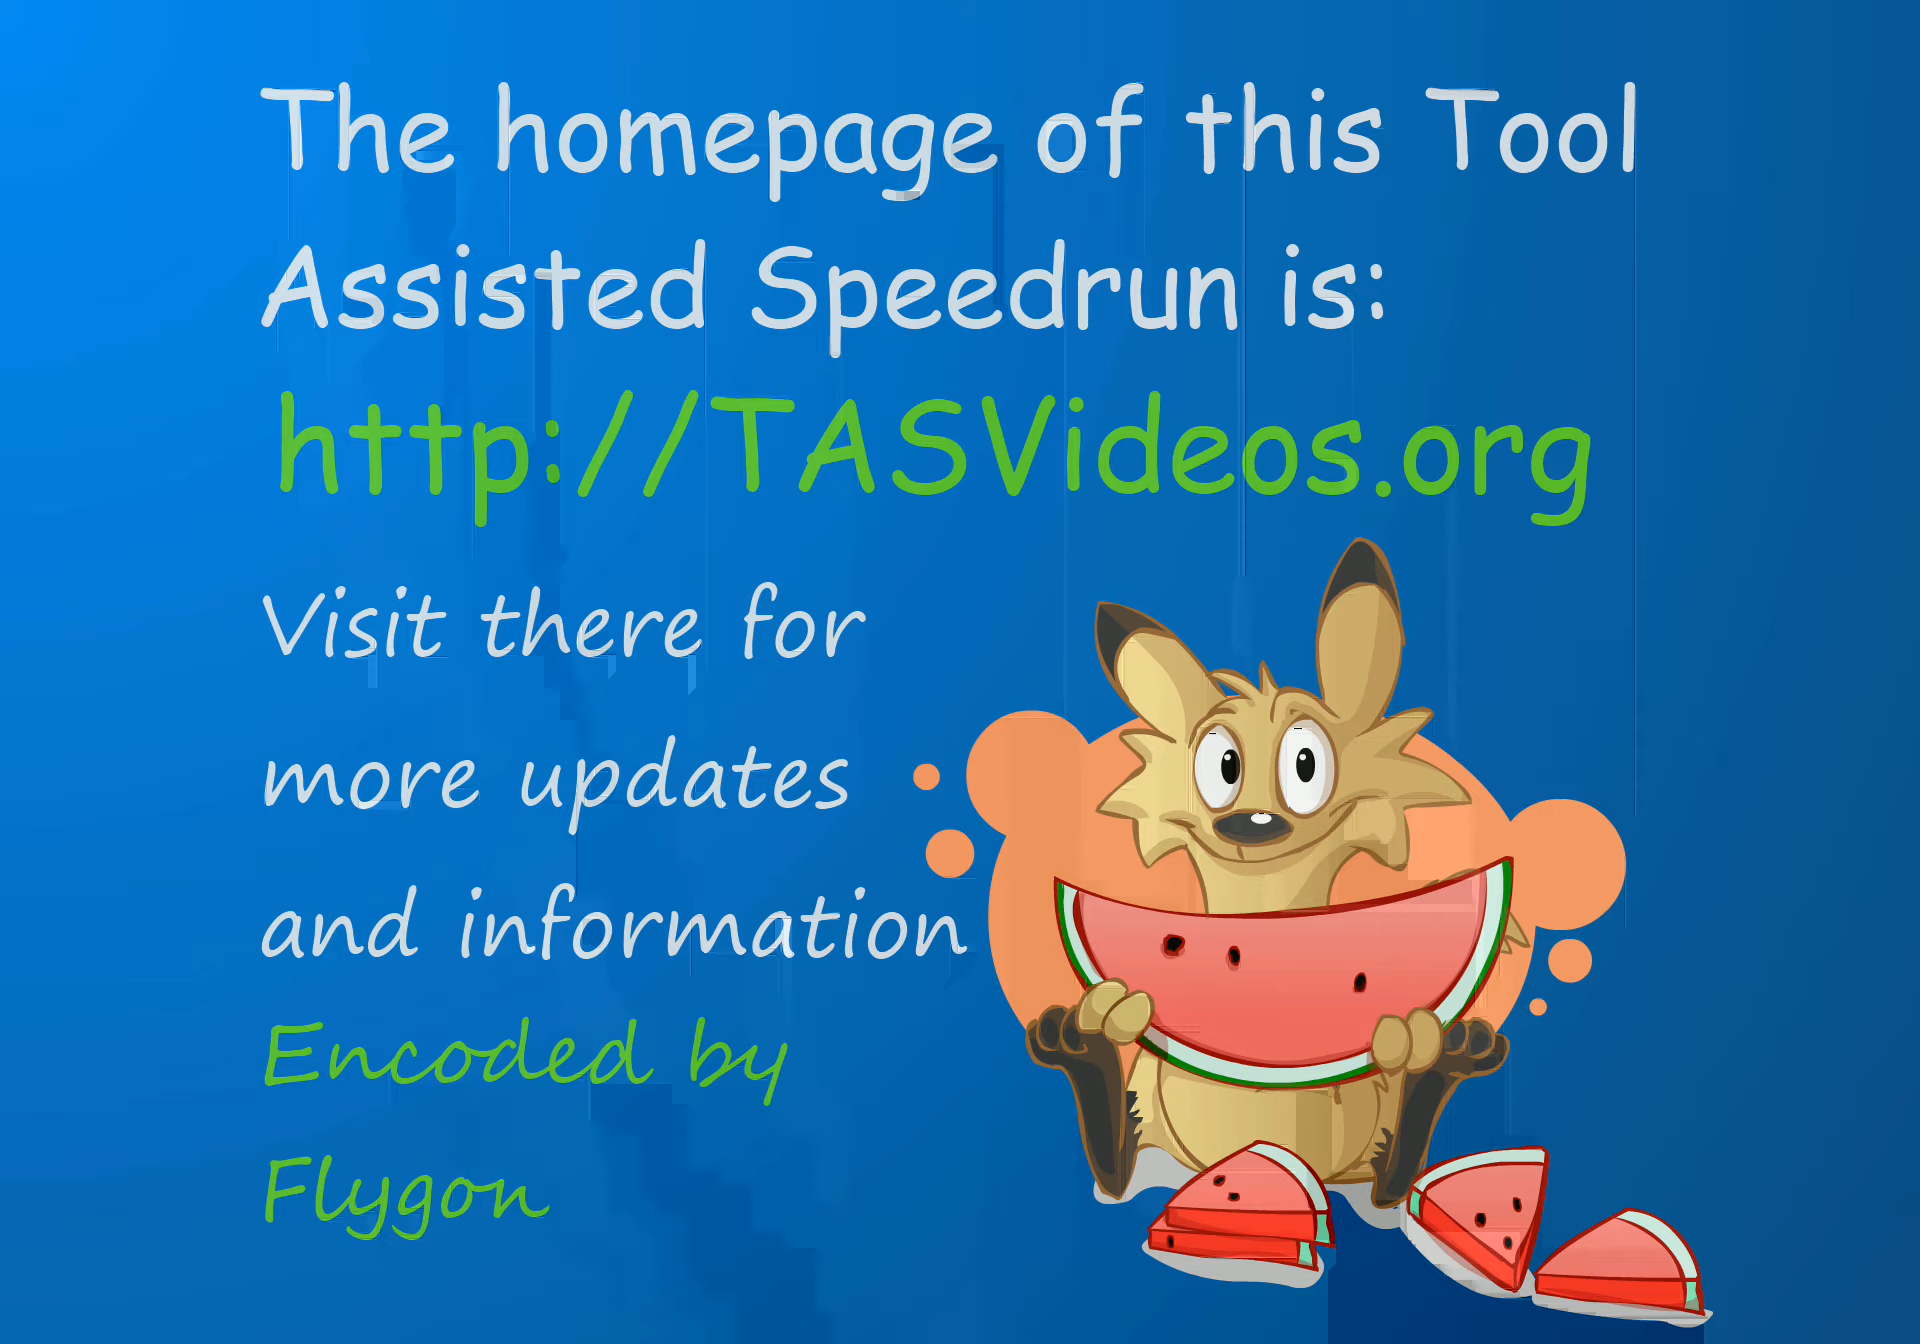 The homepage of this Tool
Assisted Speedrun is:
http://TASVideos.org
Visit there for
more updates
and information
Encoded by
Flygon